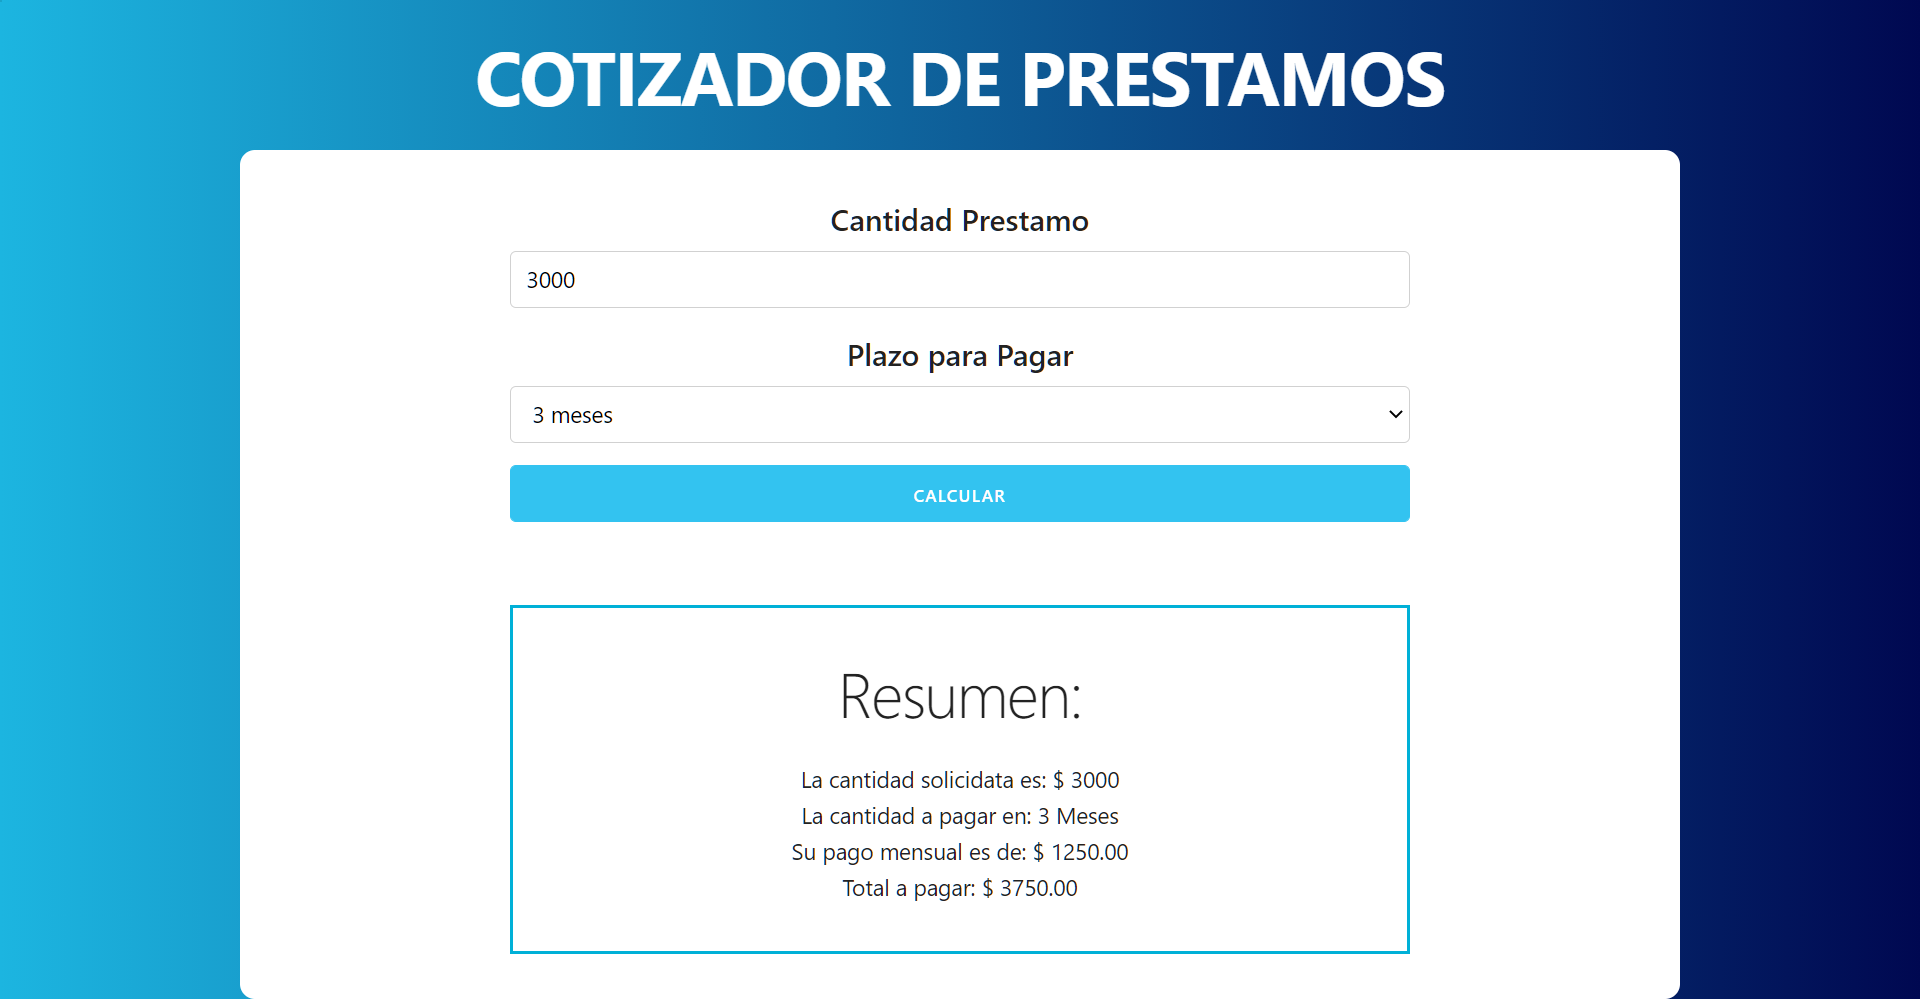 COTIZADOR DE PRESTAMOS
Cantidad Prestamo
3000
Plazo para Pagar
3 meses
CALCULAR
Resumen:
La cantidad solicidata es: $ 3000
La cantidad a pagar en: 3 Meses
Su pago mensual es de: $ 1250.00
Total a pagar: $ 3750.00